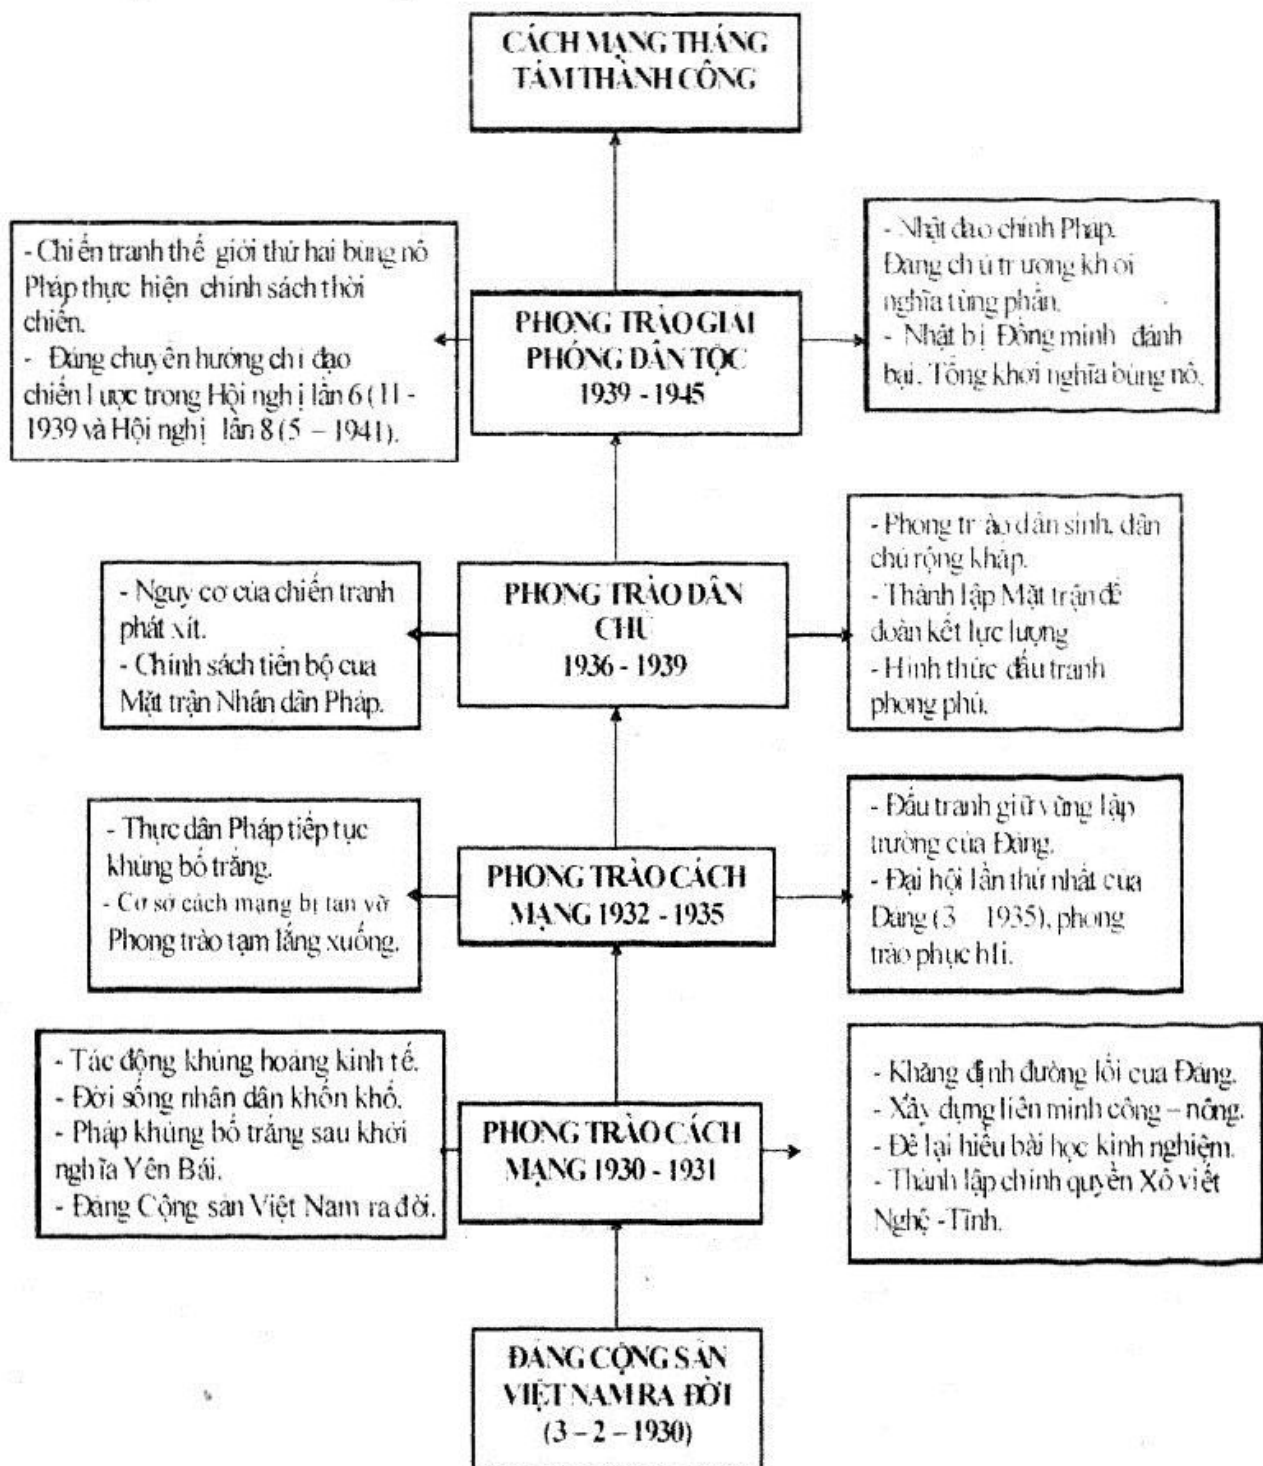 CÁCH MẠNG THÁNG
TÁM THÀNH CÔNG
- Chiến tranh thế giới thứ hai bùng nổ
Pháp thực hiện chính sách thời
chiến.
- Đảng chuyển hướng chỉ đạo
chiến lược trong Hội nghị lần 6 (11 -
1939 và Hội nghị lần 8 (5 – 1941).
PHONG TRÀO GIẢI
PHÓNG DÂN TỘC
1939 - 1945
- Nhật đảo chính Pháp.
Đảng chủ trương khởi
nghĩa từng phần.
- Nhật bị Đồng minh đánh
bại. Tổng khởi nghĩa bùng nổ.
- Nguy cơ của chiến tranh
phát xít.
- Chính sách tiến bộ của
Mặt trận Nhân dân Pháp.
PHONG TRÀO DÂN
CHỦ
1936 - 1939
- Phong trào dân sinh, dân
chủ rộng khắp.
- Thành lập Mặt trận để
đoàn kết lực lượng
- Hình thức đấu tranh
phong phú.
- Thực dân Pháp tiếp tục
khủng bố trắng.
- Cơ sở cách mạng bị tan vỡ
Phong trào tạm lắng xuống.
PHONG TRÀO CÁCH
MẠNG 1932 - 1935
- Đấu tranh giữ vững lập
trường của Đảng.
- Đại hội lần thứ nhất của
Đảng (3 1935), phong
trào phục hIi.
- Tác động khủng hoảng kinh tế.
- Đời sống nhân dân khốn khổ.
- Pháp khủng bố trắng sau khởi
nghĩa Yên Bái.
- Đảng Cộng sản Việt Nam ra đời.
PHONG TRÀO CÁCH
MẠNG 1930 - 1931
- Khẳng định đường lối của Đảng.
- Xây dựng liên minh công – nông.
- Để lại hiều bài học kinh nghiệm.
- Thành lập chính quyền Xô viết
Nghệ -Tĩnh.
ĐẢNG CỘNG SẢN
VIỆT NAM RA ĐỜI
(3 – 2 – 1930)